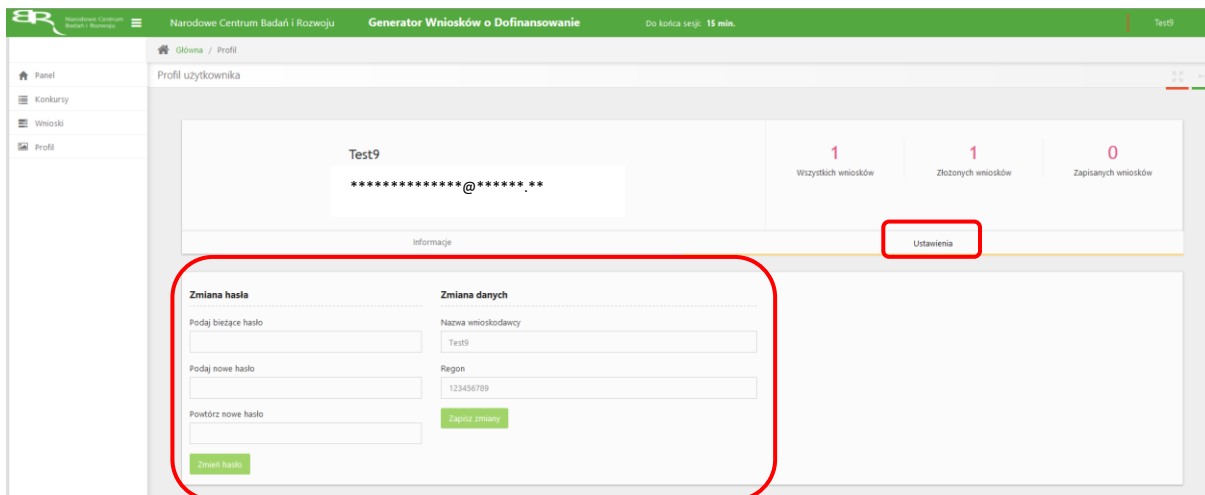 Narodowe Centrum
Badań i Rozwoju
Narodowe Centrum Badań i Rozwoju
Generator Wniosków o Dofinansowanie
Do końca sesji: 15 min.
Test9
Główna / Profil
Profil użytkownika
Panel
Konkursy
Wnioski
Profil
Test9
**************@******.**
1
Wszystkich wniosków
1
Złożonych wniosków
0
Zapisanych wniosków
Informacje
Ustawienia
Zmiana hasła
Podaj bieżące hasło
Podaj nowe hasło
Powtórz nowe hasło
Zmień hasło
Zmiana danych
Nazwa wnioskodawcy
Test9
Regon
123456789
Zapisz zmiany